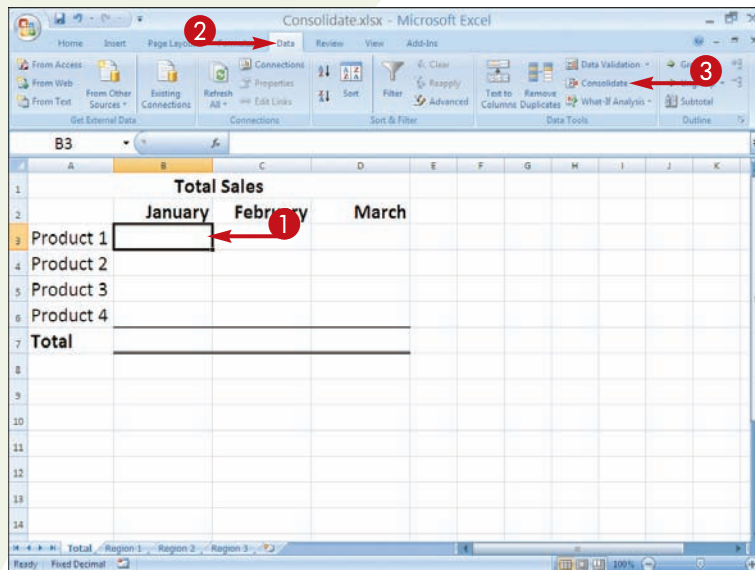 Consolidate.xlsx - Microsoft Excel
2
Home Insert Page Layou Formulas Data Review View Add-Ins
From Access
From Web
From Text
From Other Sources
Existing Connections
Get External Data
Refresh All
Connections
Properties
Edit Links
Connections
Sort
Filter
Clear
Reapply
Advanced
Sort & Filter
Text to Columns
Remove Duplicates
Data Validation
Consolidate
What-If Analysis
Data Tools
3
Subtotal
Outline
B3
fx
A B C D E F G H I J K
1 Total Sales
2 January February March
1
3 Product 1
4 Product 2
5 Product 3
6 Product 4
7 Total
8
9
10
11
12
13
14
Total Region 1 Region 2 Region 3
Ready Fixed Decimal 100%